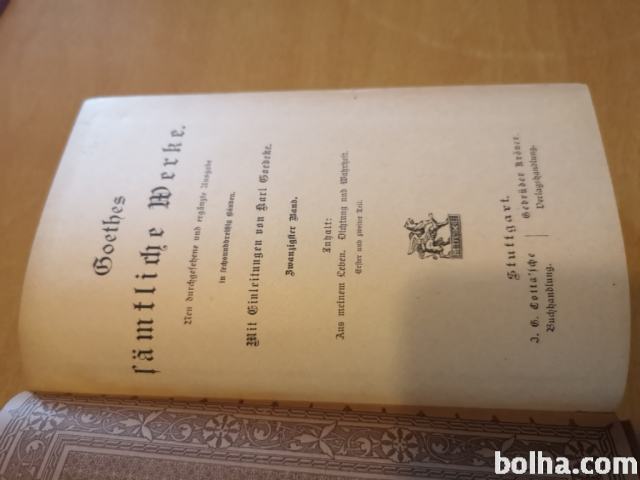 Goethes
sämtliche Werke.
Neu durchgesehene und ergänzte Ausgabe
in sechsunddreißig Bänden.
Mit Einleitungen von Karl Goedeke.
Zwanzigster Band.
Inhalt:
Aus meinem Leben. Dichtung und Wahrheit.
Erster und zweiter Teil.
Stuttgart.
J. G. Cotta'sche
Buchhandlung.
Gebrüder Kröner,
Verlagshandlung.
bolha.com